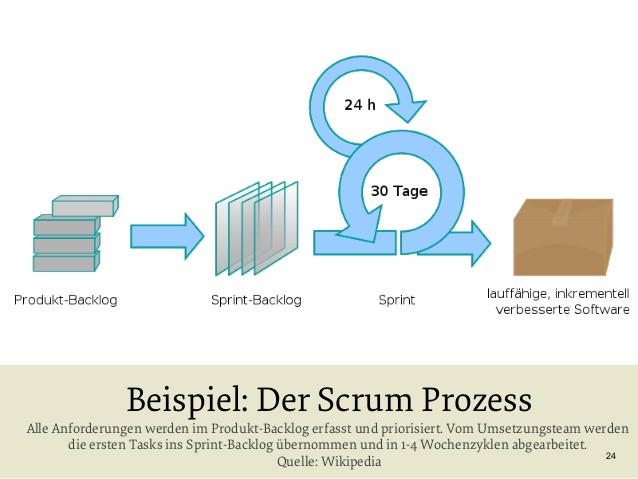 24 h
30 Tage
Produkt-Backlog
Sprint-Backlog
Sprint
lauffähige, inkrementell
verbesserte Software
Beispiel: Der Scrum Prozess
Alle Anforderungen werden im Produkt-Backlog erfasst und priorisiert. Vom Umsetzungsteam werden
die ersten Tasks ins Sprint-Backlog übernommen und in 1-4 Wochenzyklen abgearbeitet.
Quelle: Wikipedia
24